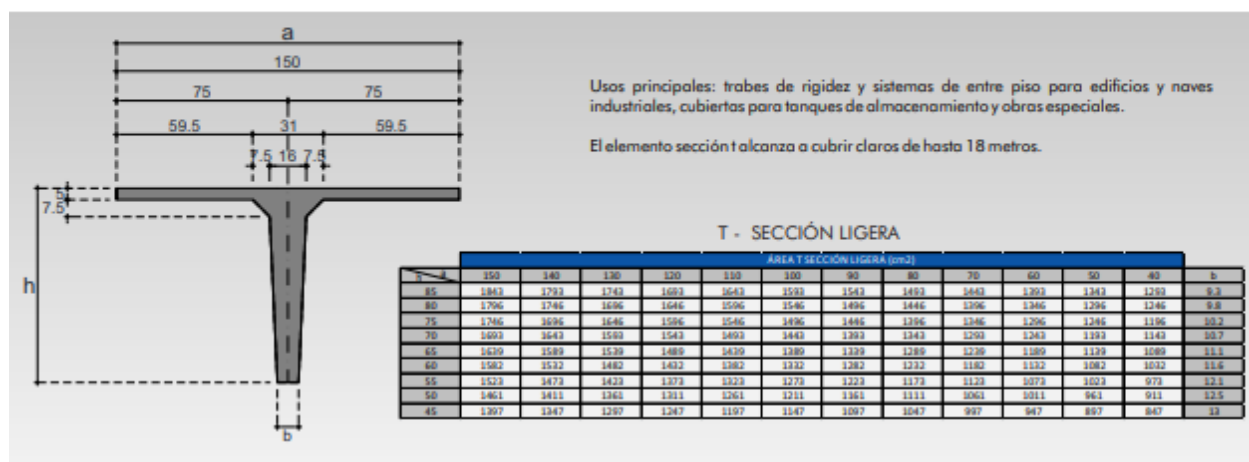 a
150
75 75
59.5 31 59.5
7.5 16 7.5
5
7.5
h
b
Usos principales: trabes de rigidez y sistemas de entre piso para edificios y naves
industriales, cubiertas para tanques de almacenamiento y obras especiales.
El elemento sección t alcanza a cubrir claros de hasta 18 metros.
T - SECCIÓN LIGERA
ÁREA T SECCIÓN LIGERA (cm2)
h a 150 140 130 120 110 100 90 80 70 60 50 40 b
85 1843 1793 1743 1693 1643 1593 1543 1493 1443 1393 1343 1293 9.3
80 1796 1746 1696 1646 1596 1546 1496 1446 1396 1346 1296 1246 9.8
75 1746 1696 1646 1596 1546 1496 1446 1396 1346 1296 1246 1196 10.2
70 1693 1643 1593 1543 1493 1443 1393 1343 1293 1243 1193 1143 10.7
65 1639 1589 1539 1489 1439 1389 1339 1289 1239 1189 1139 1089 11.1
60 1582 1532 1482 1432 1382 1332 1282 1232 1182 1132 1082 1032 11.6
55 1523 1473 1423 1373 1323 1273 1223 1173 1123 1073 1023 973 12.1
50 1461 1411 1361 1311 1261 1211 1161 1111 1061 1011 961 911 12.5
45 1397 1347 1297 1247 1197 1147 1097 1047 997 947 897 847 13